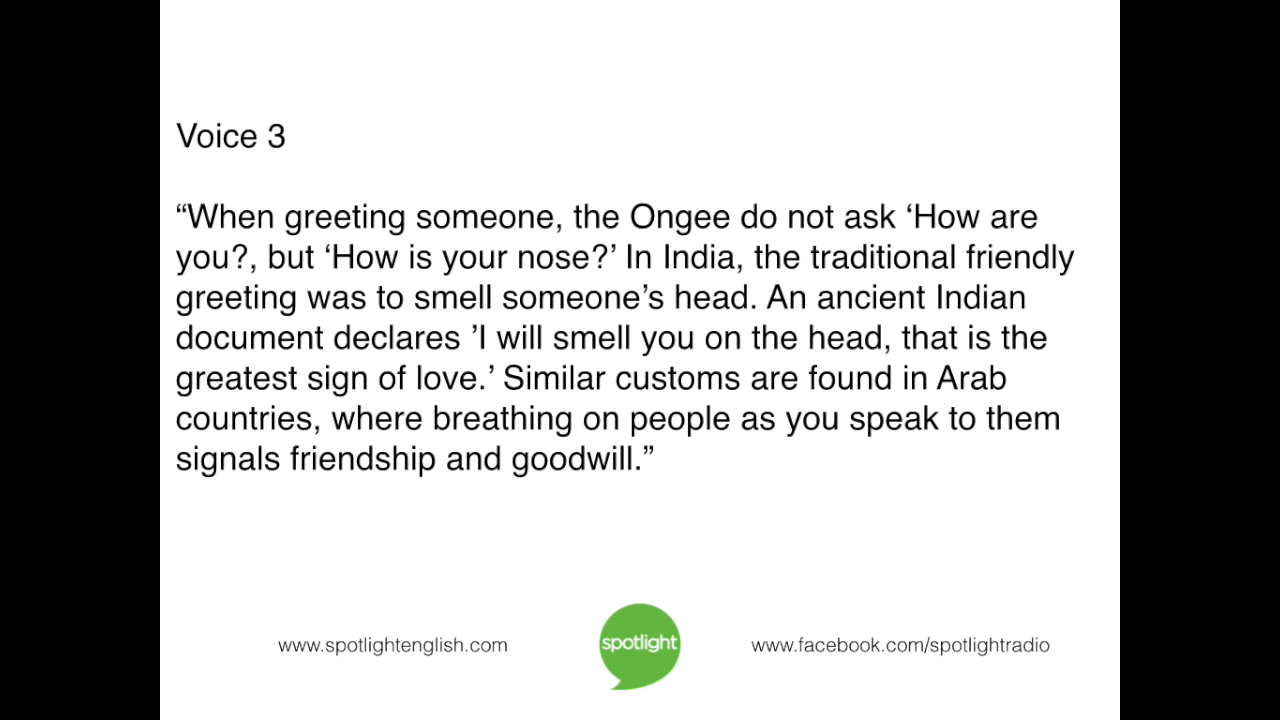 Voice 3
“When greeting someone, the Ongee do not ask ‘How are
you?, but ‘How is your nose?’ In India, the traditional friendly
greeting was to smell someone’s head. An ancient Indian
document declares ’I will smell you on the head, that is the
greatest sign of love.’ Similar customs are found in Arab
countries, where breathing on people as you speak to them
signals friendship and goodwill.”
www.spotlightenglish.com
spotlight
www.facebook.com/spotlightradio